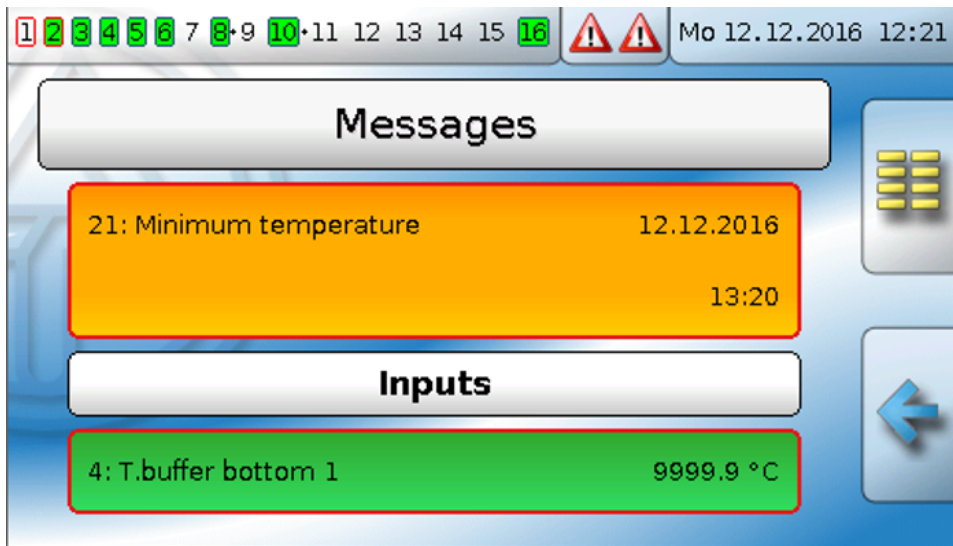 1 2 3 4 5 6 7 8·9 10·11 12 13 14 15 16 Mo 12.12.2016 12:21
Messages
21: Minimum temperature 12.12.2016
13:20
Inputs
4: T.buffer bottom 1 9999.9 °C